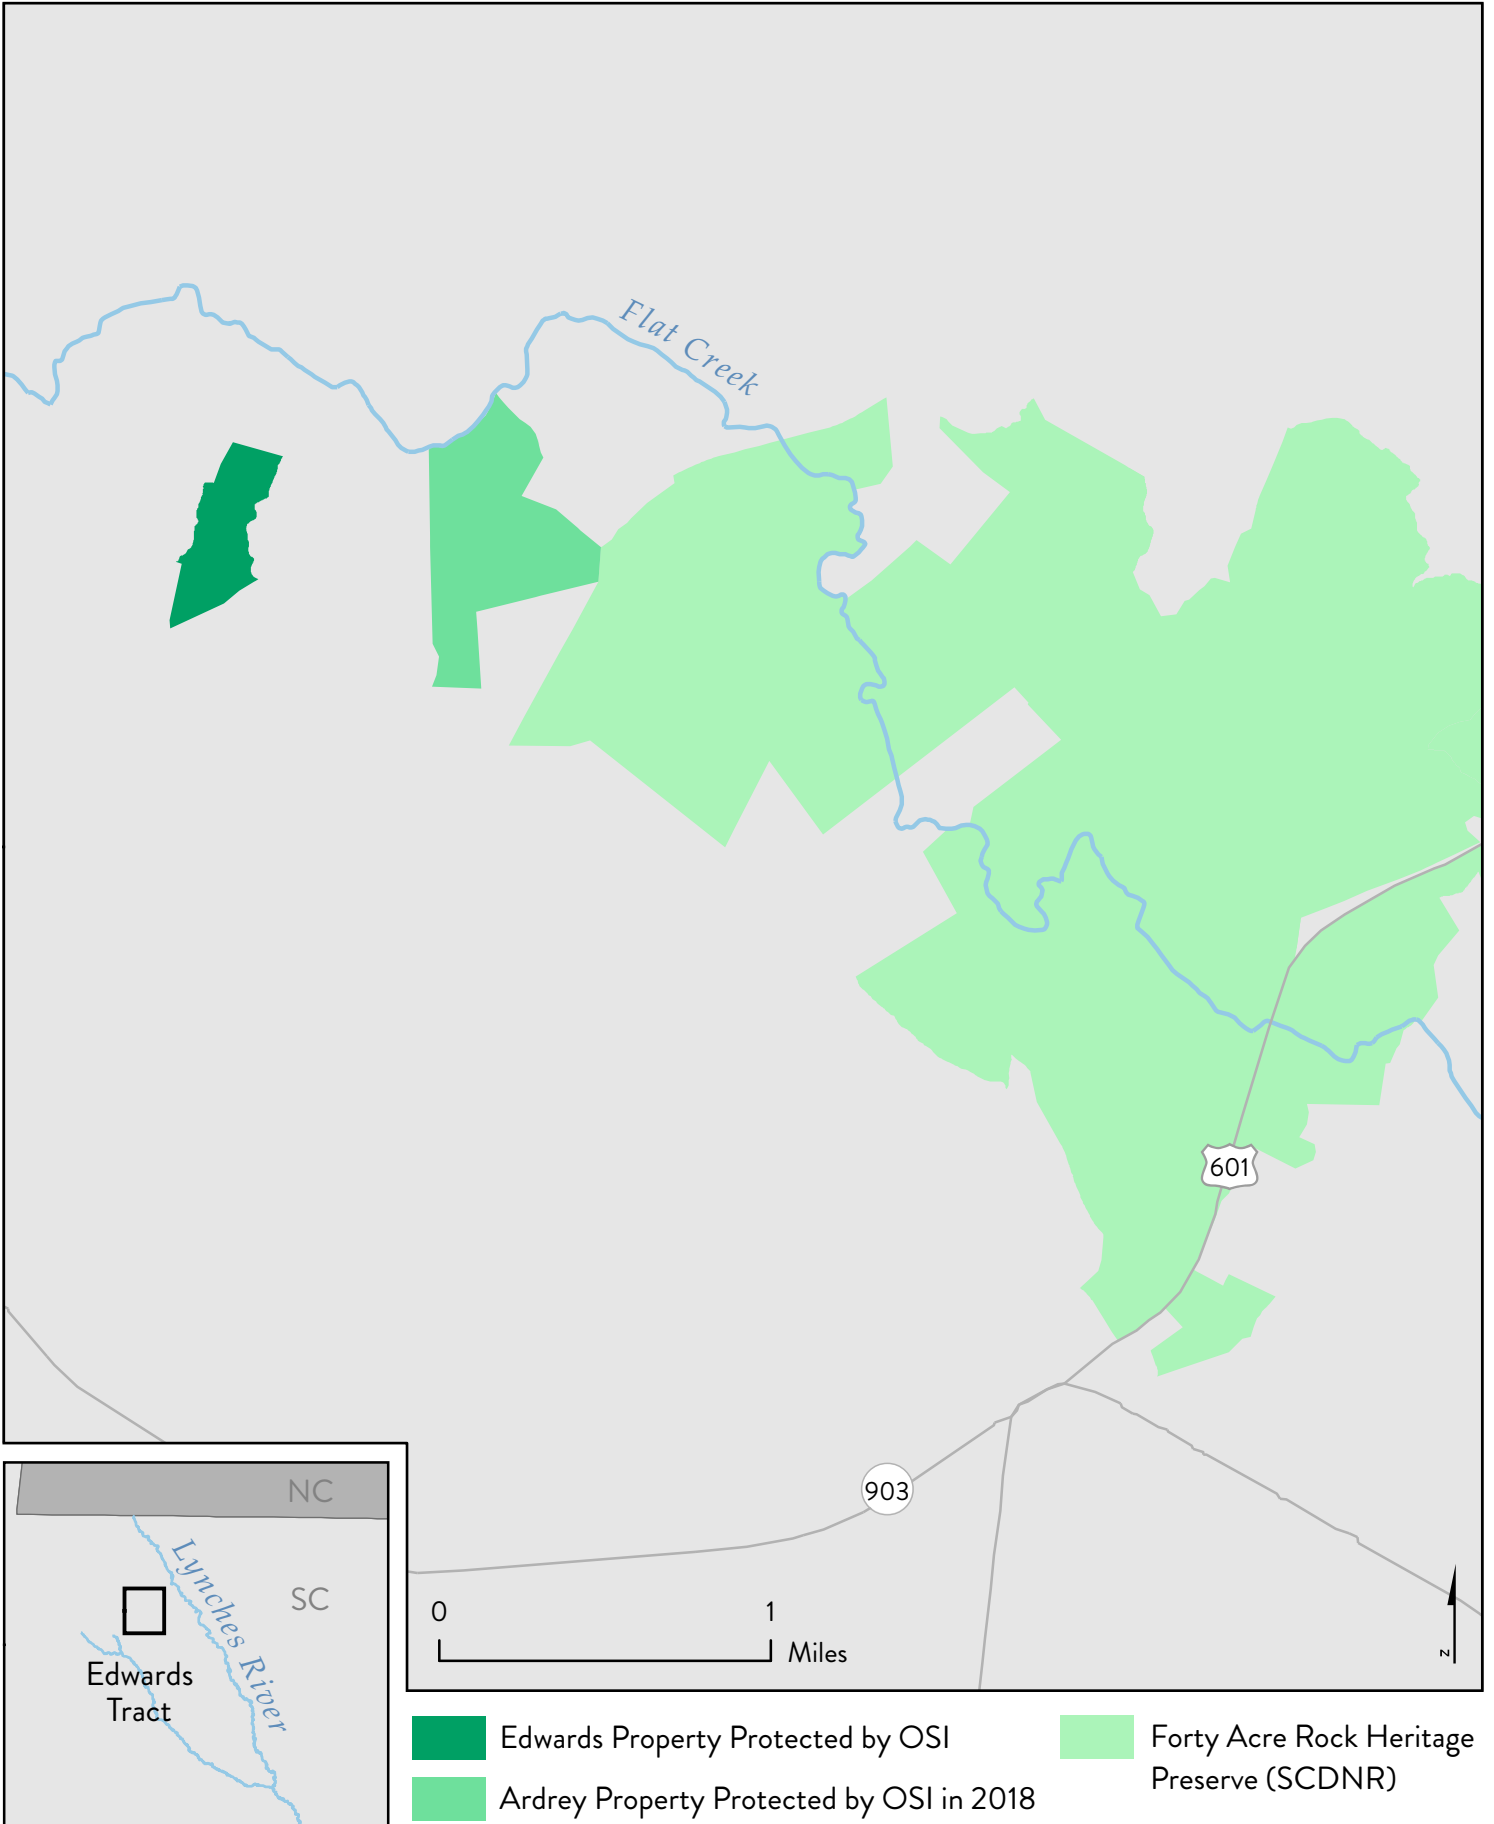 Flat Creek
601
903
NC
SC
Lynches River
Edwards
Tract
0
1
Miles
N
Edwards Property Protected by OSI
Ardrey Property Protected by OSI in 2018
Forty Acre Rock Heritage
Preserve (SCDNR)